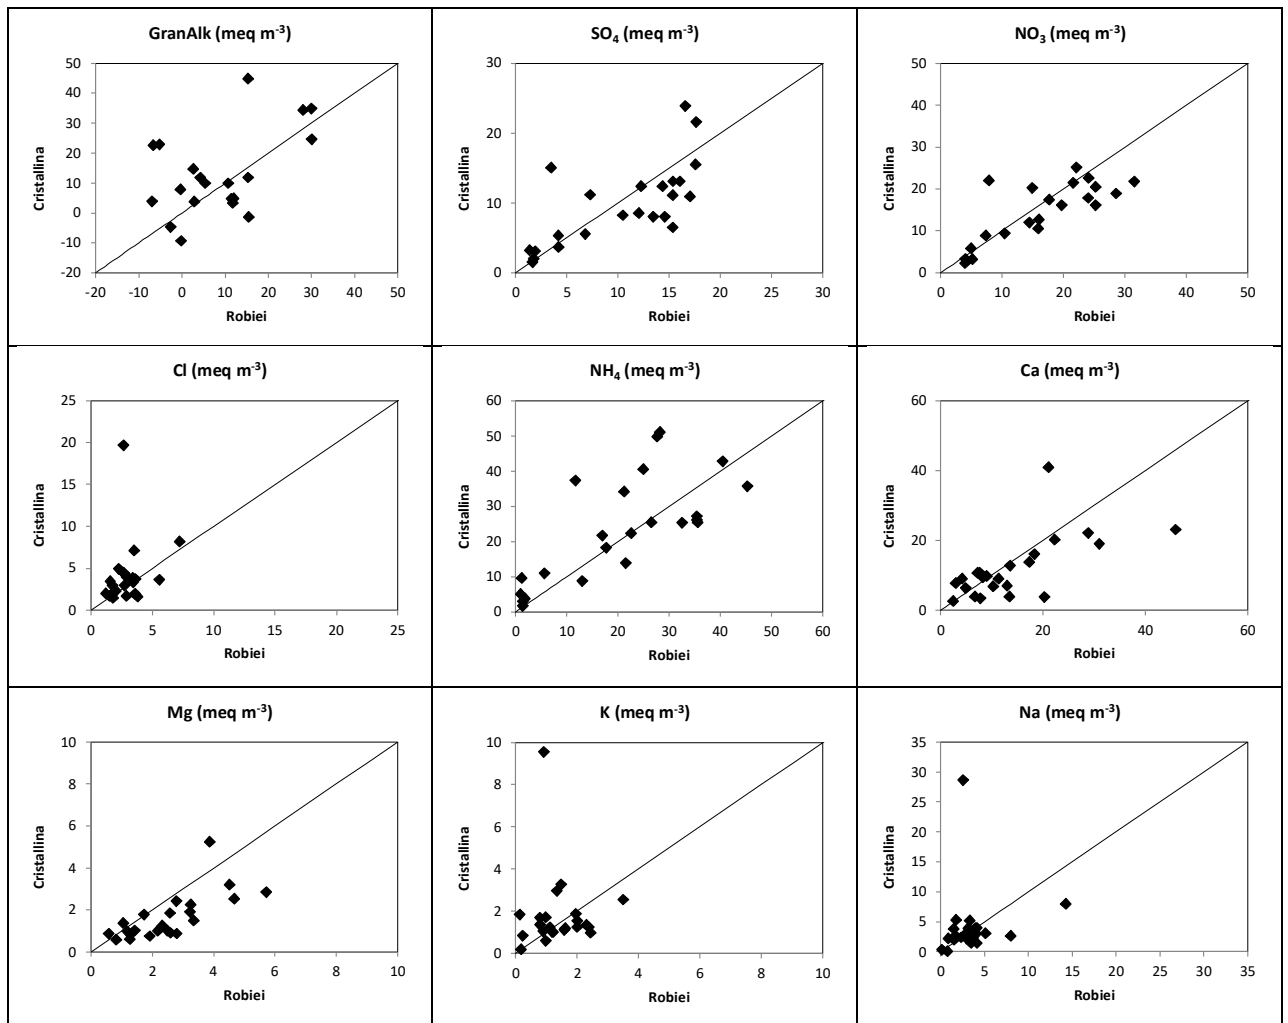 GranAlk (meq m-3)
50
40
30
20
10
0
-10
-20
-20 -10 0 10 20 30 40 50
Cristallina
Robiei
SO4 (meq m-3)
30
20
10
0
0 5 10 15 20 25 30
Cristallina
Robiei
NO3 (meq m-3)
50
40
30
20
10
0
0 10 20 30 40 50
Cristallina
Robiei
Cl (meq m-3)
25
20
15
10
5
0
0 5 10 15 20 25
Cristallina
Robiei
NH4 (meq m-3)
60
50
40
30
20
10
0
0 10 20 30 40 50 60
Cristallina
Robiei
Ca (meq m-3)
60
40
20
0
0 20 40 60
Cristallina
Robiei
Mg (meq m-3)
10
8
6
4
2
0
0 2 4 6 8 10
Cristallina
Robiei
K (meq m-3)
10
8
6
4
2
0
0 2 4 6 8 10
Cristallina
Robiei
Na (meq m-3)
35
30
25
20
15
10
5
0
0 5 10 15 20 25 30 35
Cristallina
Robiei